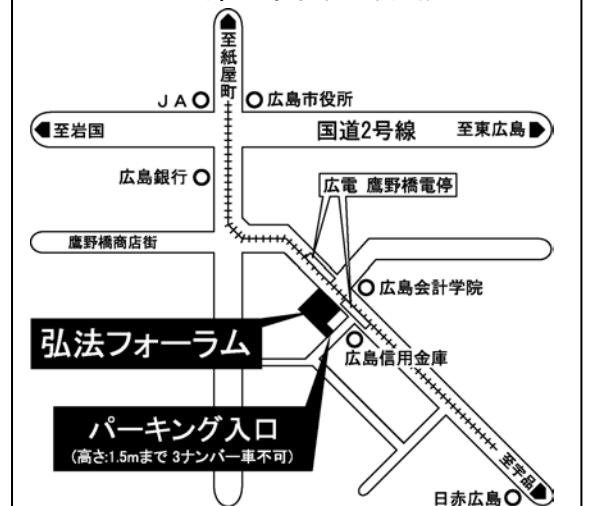 至紙屋町
JA
広島市役所
至岩国
国道2号線
至東広島
広島銀行
広電 鷹野橋電停
鷹野橋商店街
広島会計学院
弘法フォーラム
広島信用金庫
パーキング入口
(高さ:1.5mまで 3ナンバー車不可)
至宇品
日赤広島